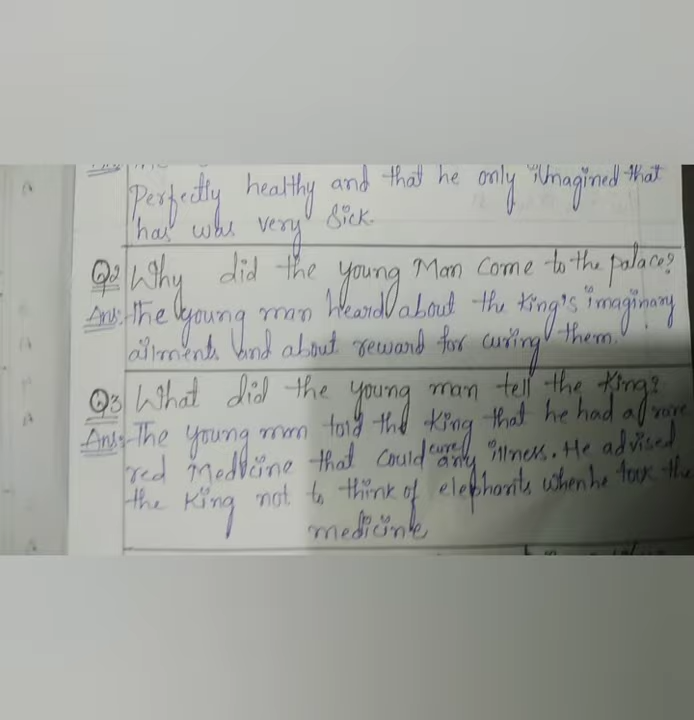 Perfectly healthy and that he only imagined that
has was very Sick.
Q2 Why did the young Man come to the palace?
Ans:- The young man heard about the King's imaginary
ailments and about reward for curing them.
Q3 What did the young man tell the King?
Ans:- The young man told the King that he had a rare
red Medicine that could cure any illness. He advised
the King not to think of elephants when he took the
medicine